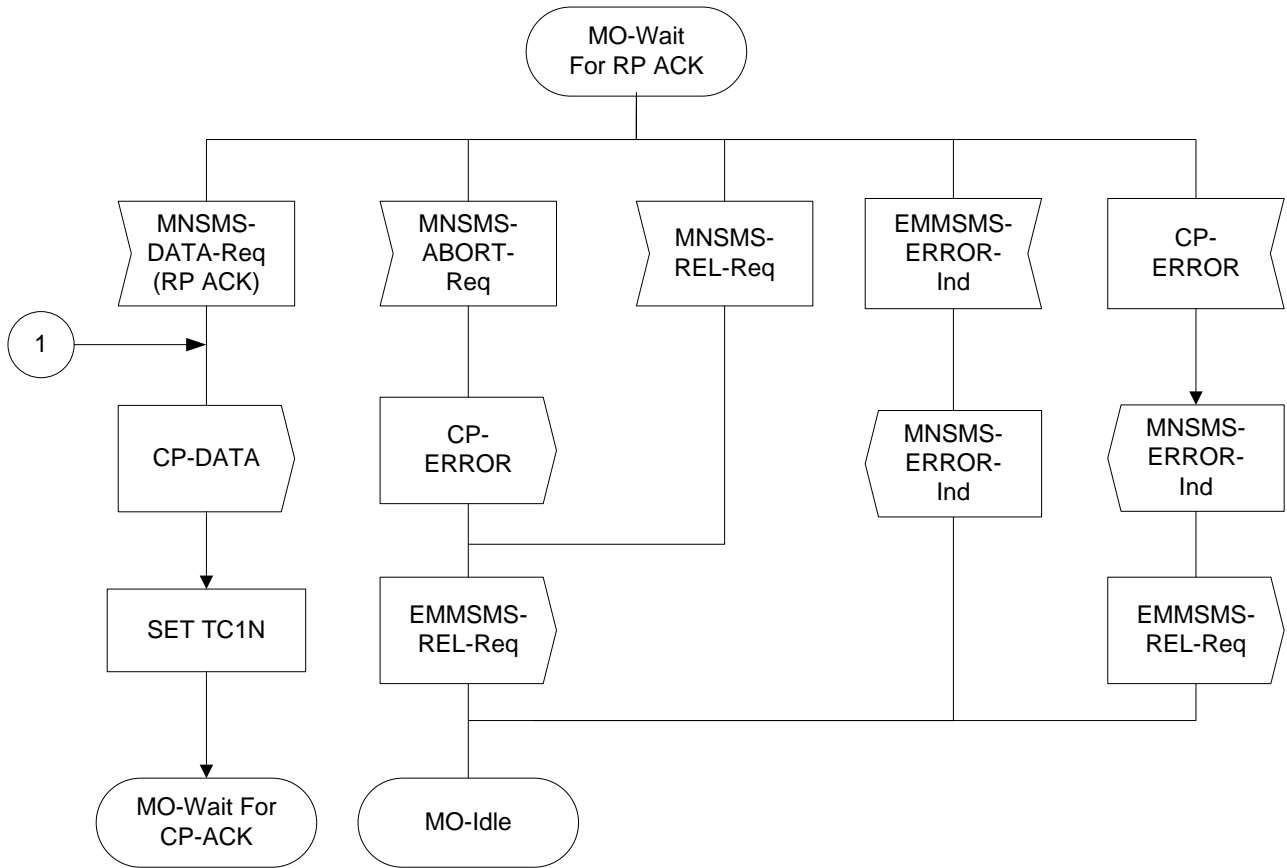 MO-Wait
For RP ACK
MNSMS-
DATA-Req
(RP ACK)
MNSMS-
ABORT-
Req
MNSMS-
REL-Req
EMMSMS-
ERROR-
Ind
CP-
ERROR
1
CP-DATA
CP-
ERROR
MNSMS-
ERROR-
Ind
MNSMS-
ERROR-
Ind
SET TC1N
EMMSMS-
REL-Req
EMMSMS-
REL-Req
MO-Wait For
CP-ACK
MO-Idle